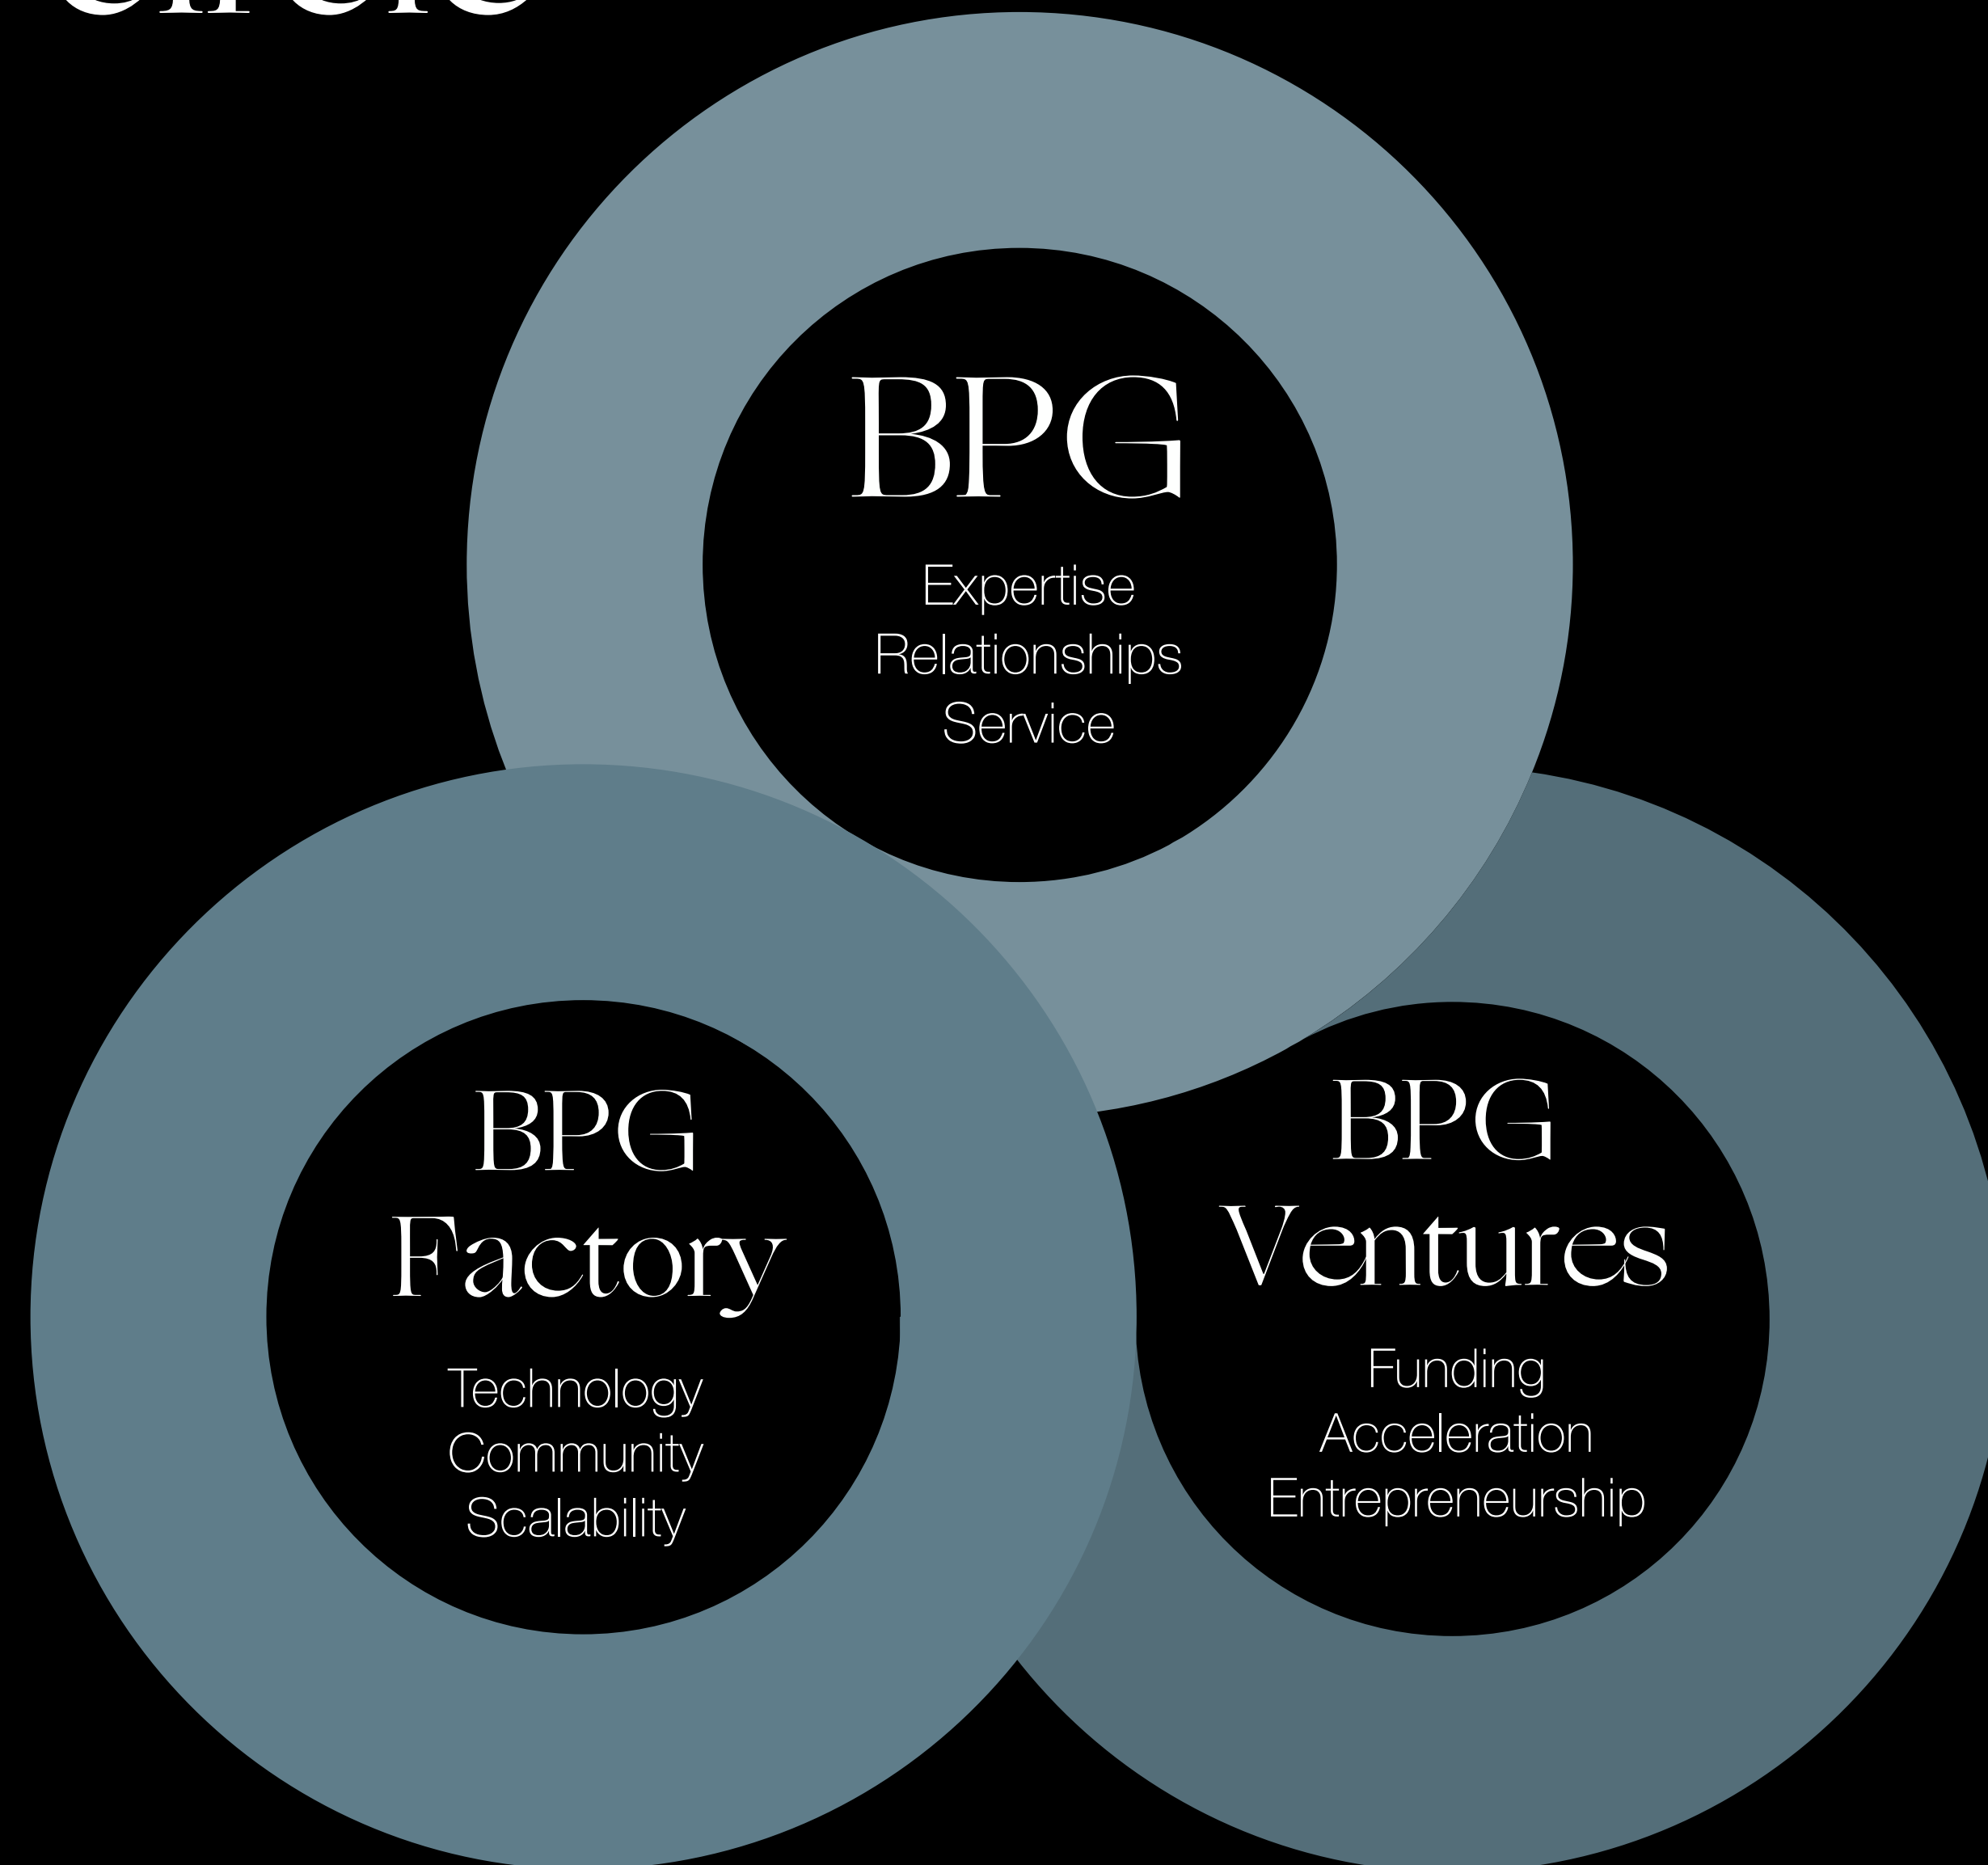 BPG
Expertise
Relationships
Service
BPG
Factory
Technology
Community
Scalability
BPG
Ventures
Funding
Acceleration
Entrepreneurship